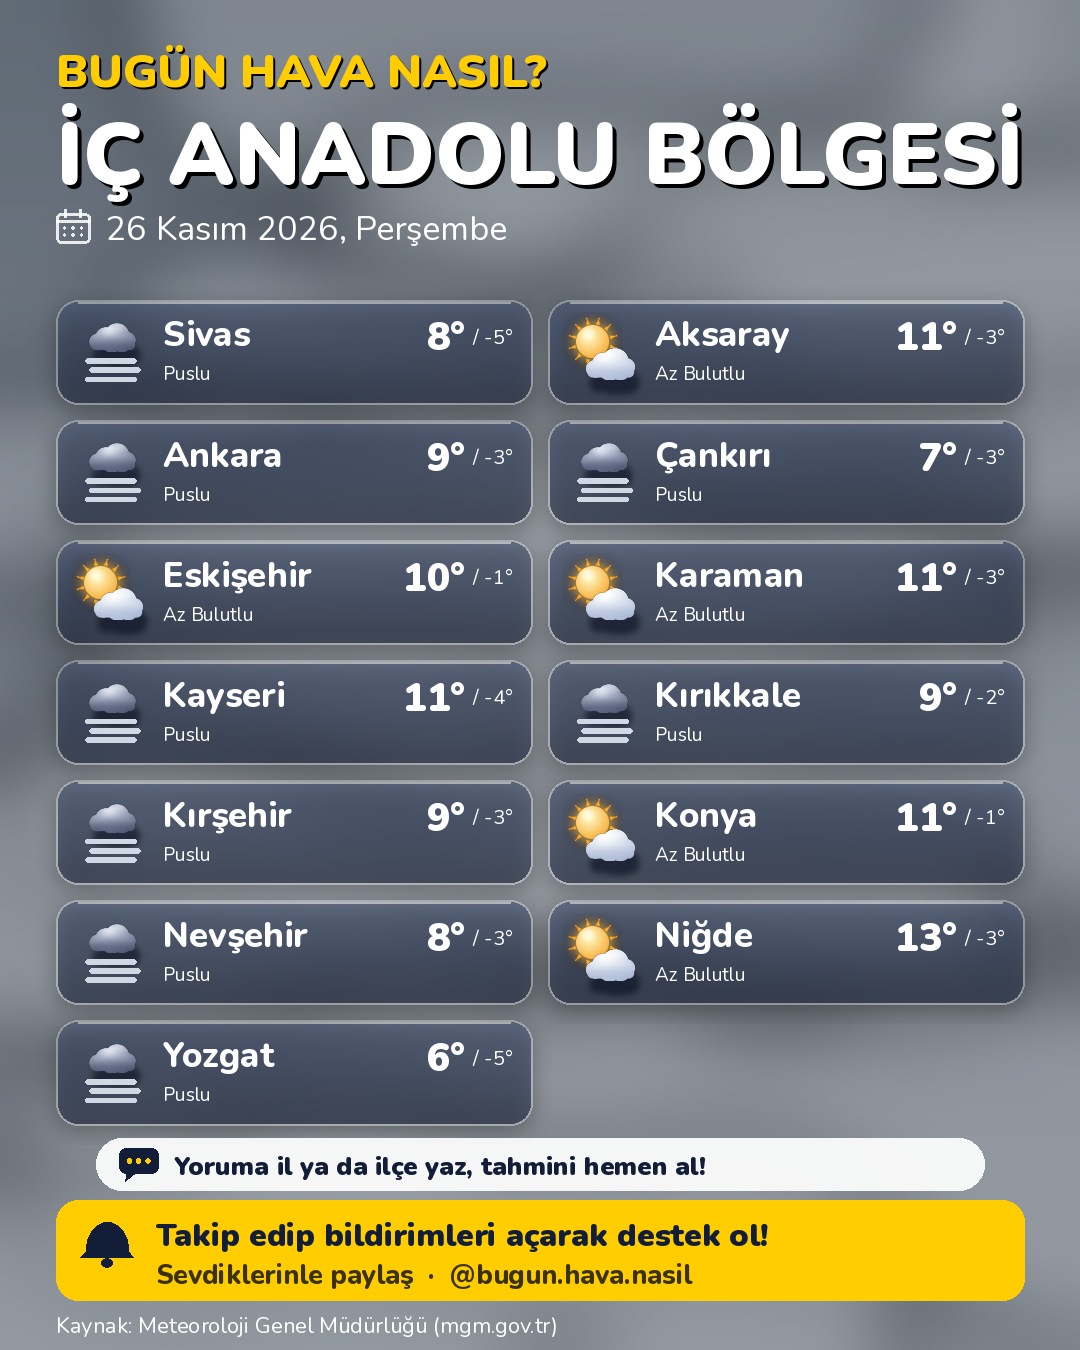 BUGÜN HAVA NASIL?
İÇ ANADOLU BÖLGESİ
26 Kasım 2026, Perşembe
Sivas 8° / -5°
Puslu
Aksaray 11° / -3°
Az Bulutlu
Ankara 9° / -3°
Puslu
Çankırı 7° / -3°
Puslu
Eskişehir 10° / -1°
Az Bulutlu
Karaman 11° / -3°
Az Bulutlu
Kayseri 11° / -4°
Puslu
Kırıkkale 9° / -2°
Puslu
Kırşehir 9° / -3°
Puslu
Konya 11° / -1°
Az Bulutlu
Nevşehir 8° / -3°
Puslu
Niğde 13° / -3°
Az Bulutlu
Yozgat 6° / -5°
Puslu
Yoruma il ya da ilçe yaz, tahmini hemen al!
Takip edip bildirimleri açarak destek ol!
Sevdiklerinle paylaş · @bugun.hava.nasil
Kaynak: Meteoroloji Genel Müdürlüğü (mgm.gov.tr)